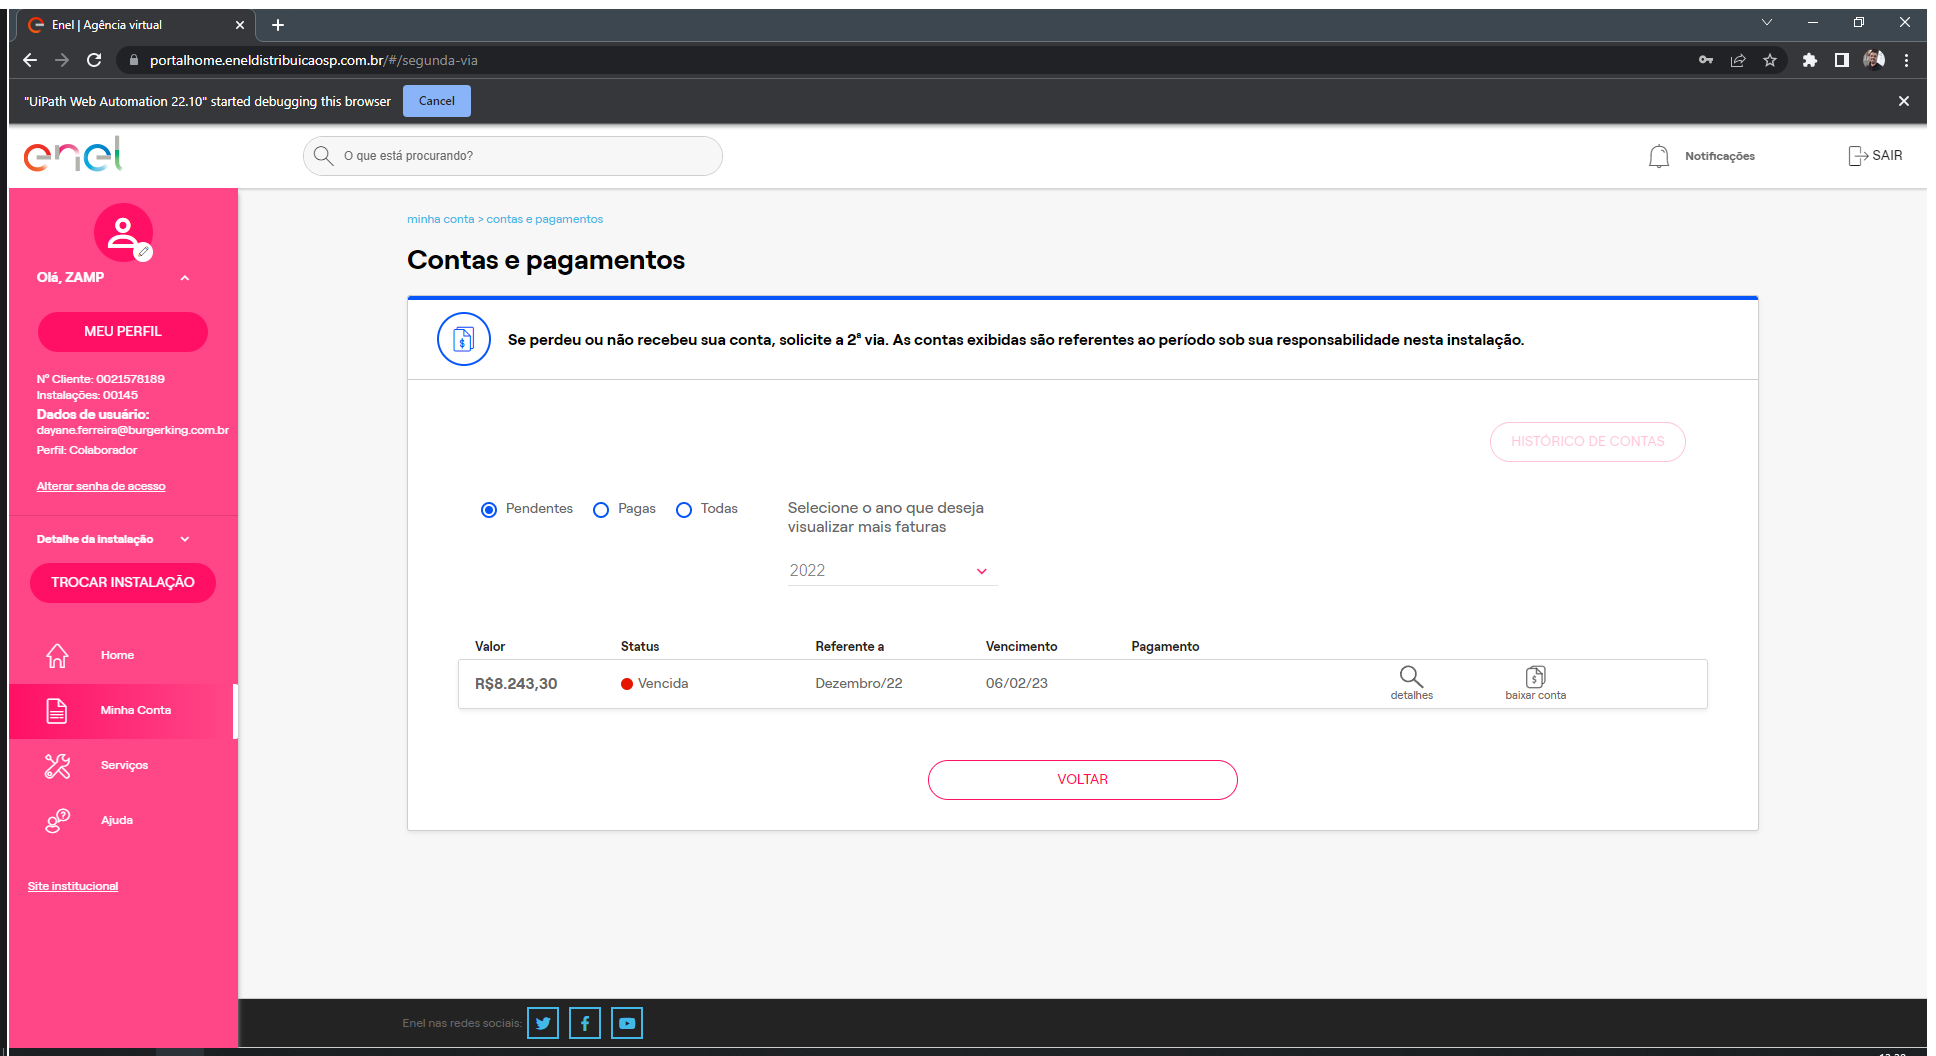 Enel | Agência virtual
portalhome.eneldistribuicaosp.com.br/#/segunda-via
"UiPath Web Automation 22.10" started debugging this browser
Cancel
enel
O que está procurando?
Notificações
SAIR
Olá, ZAMP
MEU PERFIL
Nº Cliente: 0021578189
Instalações: 00145
Dados de usuário:
dayane.ferreira@burgerking.com.br
Perfil: Colaborador
Alterar senha de acesso
Detalhe da instalação
TROCAR INSTALAÇÃO
Home
Minha Conta
Serviços
Ajuda
Site institucional
minha conta > contas e pagamentos
Contas e pagamentos
Se perdeu ou não recebeu sua conta, solicite a 2ª via. As contas exibidas são referentes ao período sob sua responsabilidade nesta instalação.
HISTÓRICO DE CONTAS
Pendentes Pagas Todas
Selecione o ano que deseja
visualizar mais faturas
2022
Valor Status Referente a Vencimento Pagamento
R$8.243,30 Vencida Dezembro/22 06/02/23 detalhes baixar conta
VOLTAR
Enel nas redes sociais: